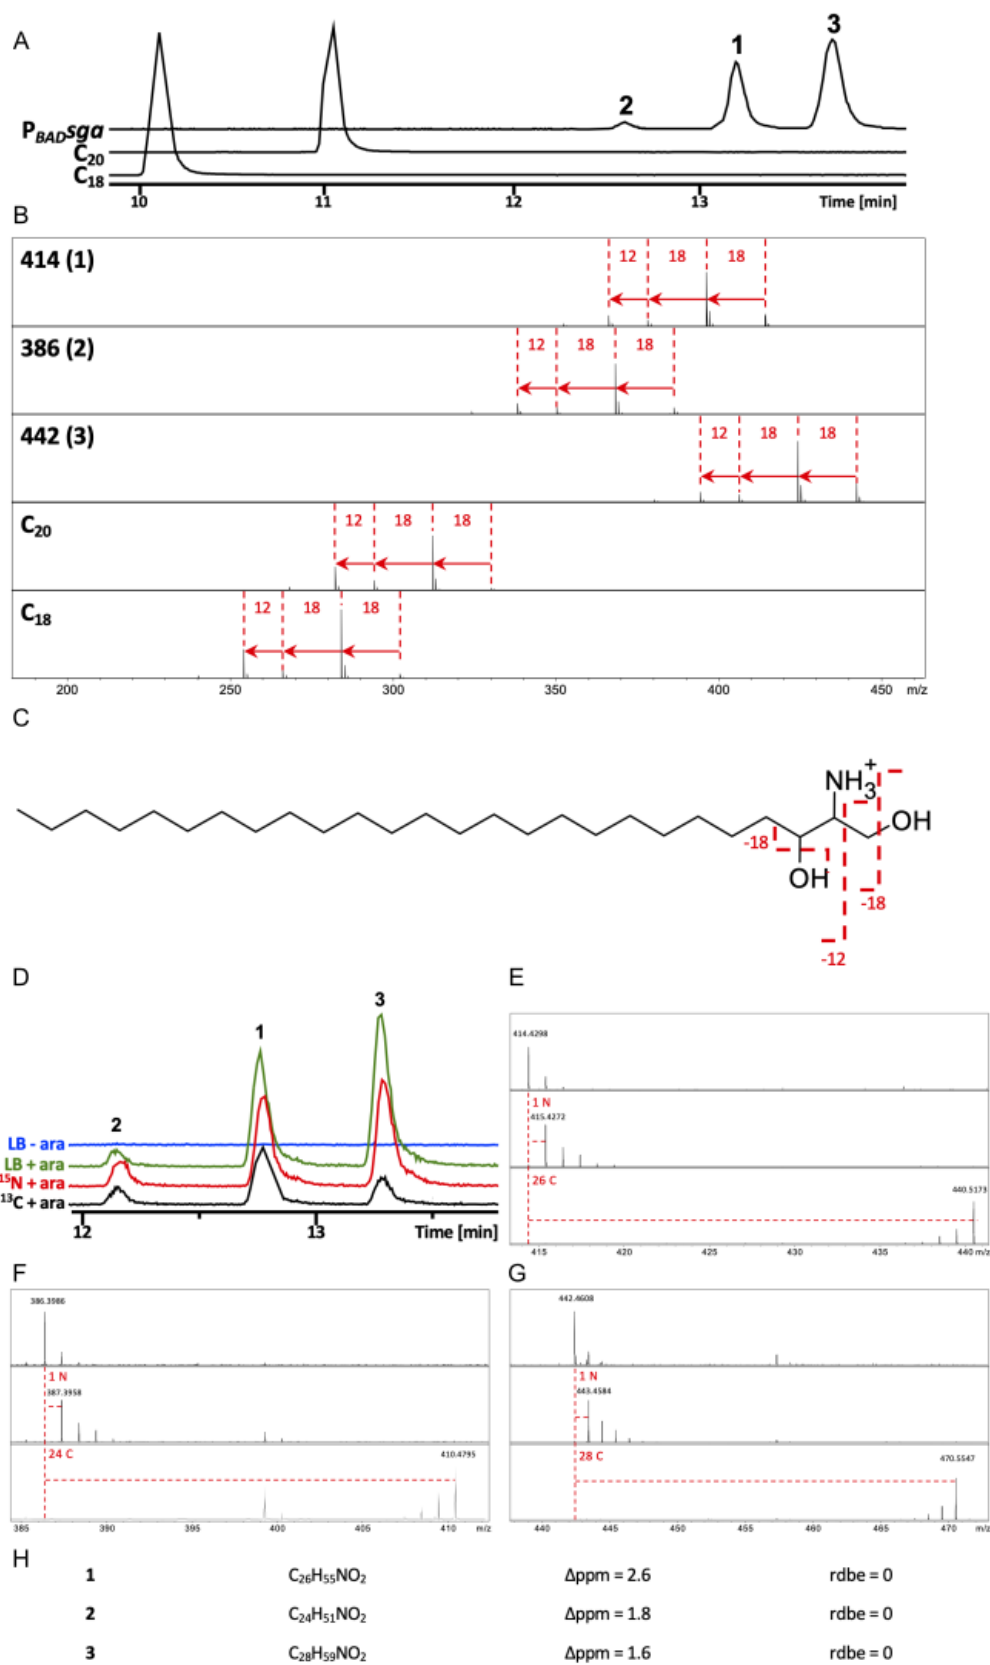 A
3
1
2
P_BADsga
C20
C18
10 11 12 13 Time [min]
B
414 (1)
12 18 18
386 (2)
12 18 18
442 (3)
12 18 18
C20
12 18 18
C18
12 18 18
200 250 300 350 400 450 m/z
C
NH3+
OH
-18
OH
-18
-12
D
3
1
2
LB - ara
LB + ara
15N + ara
13C + ara
12 13 Time [min]
E
414.4298
1 N
415.4272
26 C
440.5173
415 420 425 430 435 440 m/z
F
386.3986
1 N
387.3958
24 C
410.4795
385 390 395 400 405 410 m/z
G
442.4608
1 N
443.4584
28 C
470.5547
440 445 450 455 460 465 470 m/z
H
1 C26H55NO2 Δppm = 2.6 rdbe = 0
2 C24H51NO2 Δppm = 1.8 rdbe = 0
3 C28H59NO2 Δppm = 1.6 rdbe = 0